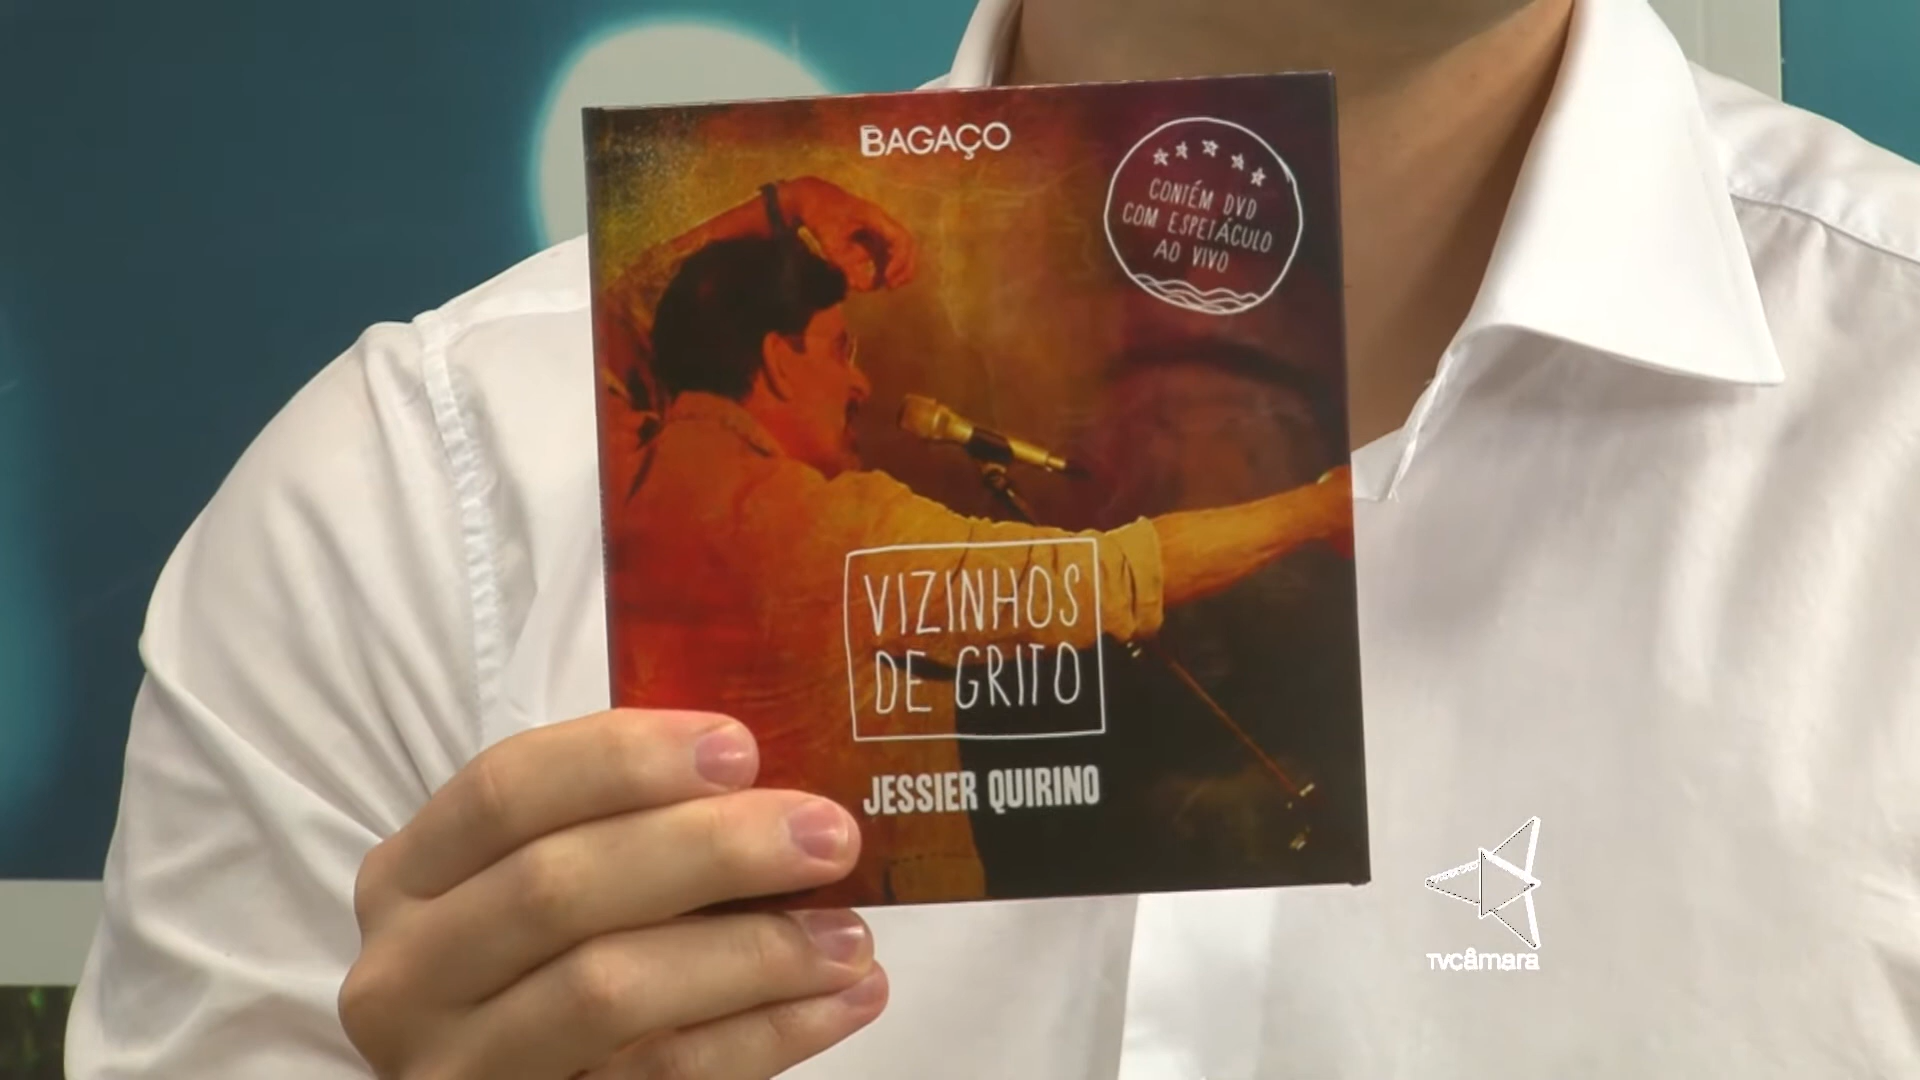 BAGAÇO
CONTÉM DVD
COM ESPETÁCULO
AO VIVO
VIZINHOS
DE GRITO
JESSIER QUIRINO
TVCâmara